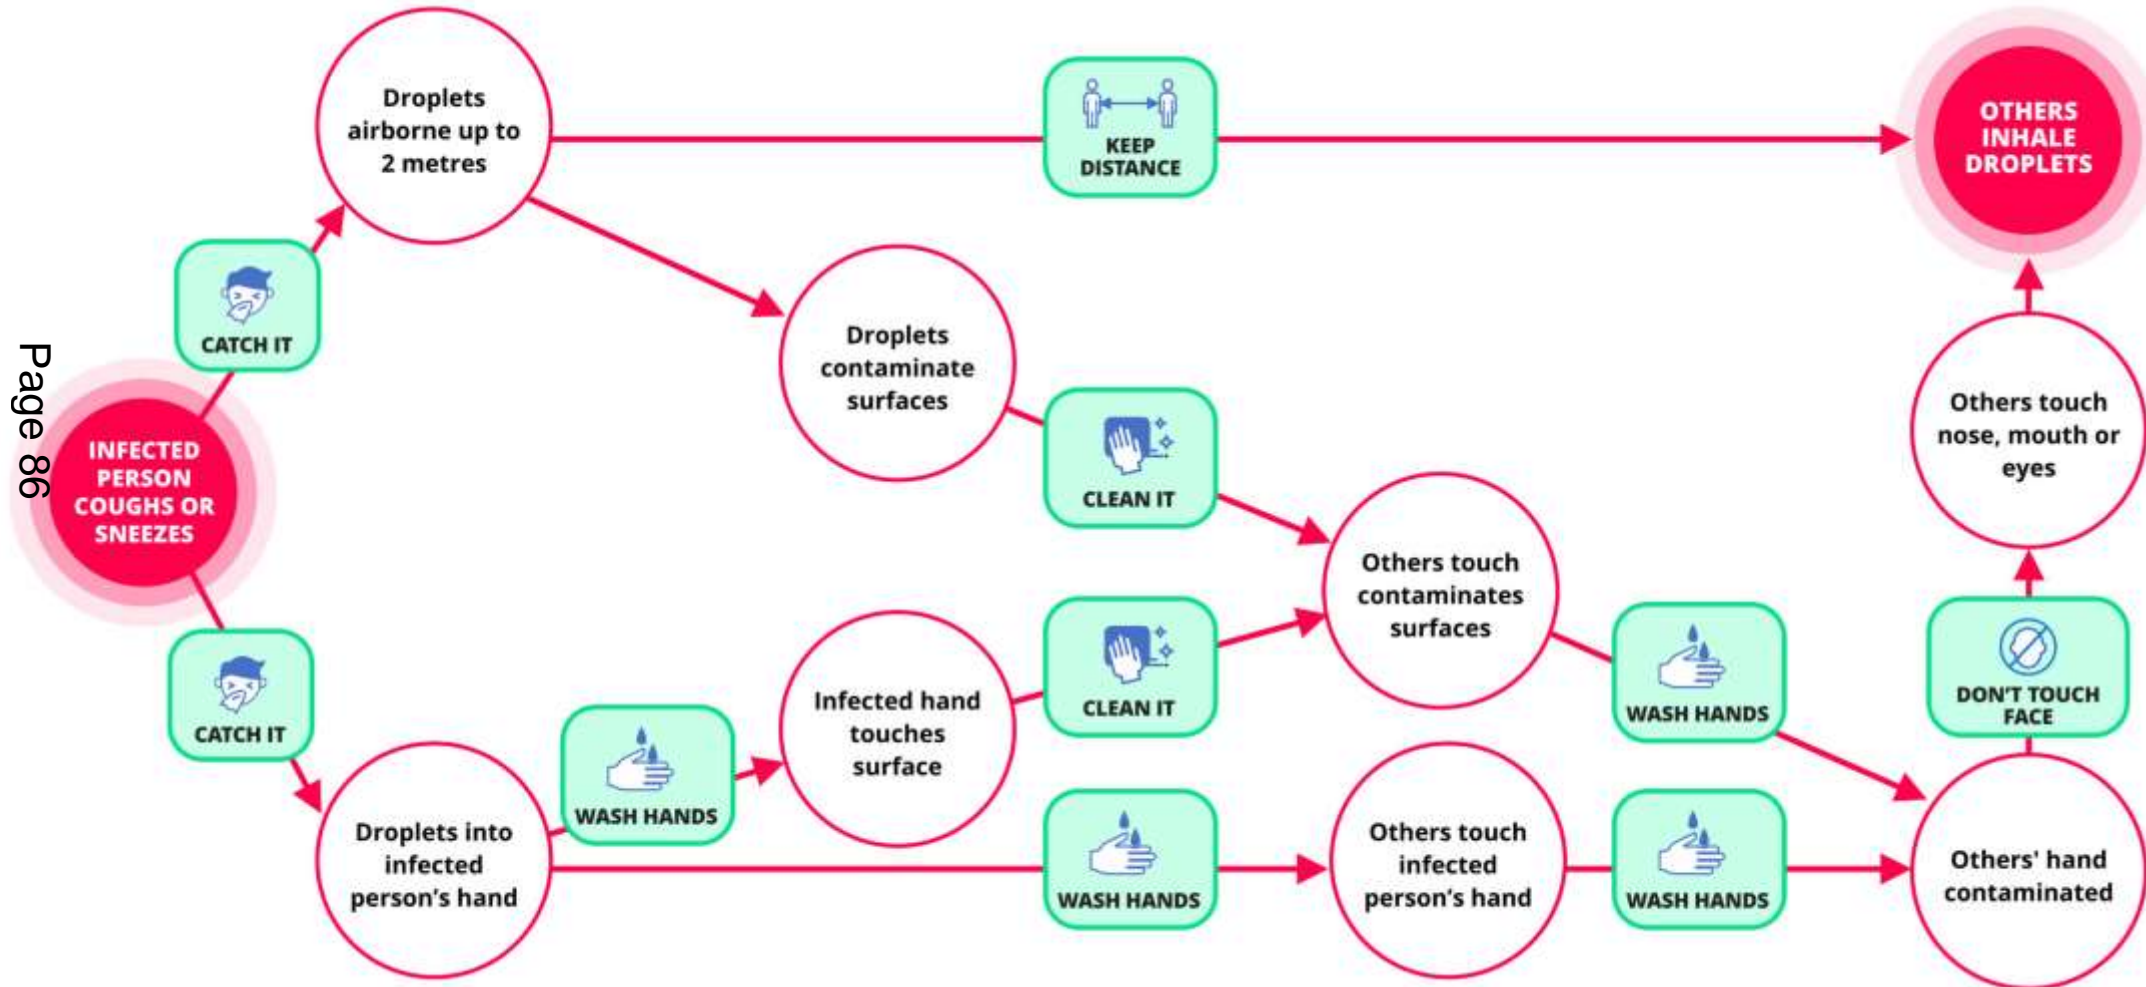 Droplets
airborne up to
2 metres
KEEP
DISTANCE
OTHERS
INHALE
DROPLETS
CATCH IT
Droplets
contaminate
surfaces
CLEAN IT
Others touch
nose, mouth or
eyes
Page 86
INFECTED
PERSON
COUGHS OR
SNEEZES
Others touch
contaminates
surfaces
CATCH IT
WASH HANDS
Infected hand
touches
surface
CLEAN IT
WASH HANDS
DON'T TOUCH
FACE
Droplets into
infected
person's hand
WASH HANDS
Others touch
infected
person's hand
WASH HANDS
Others' hand
contaminated